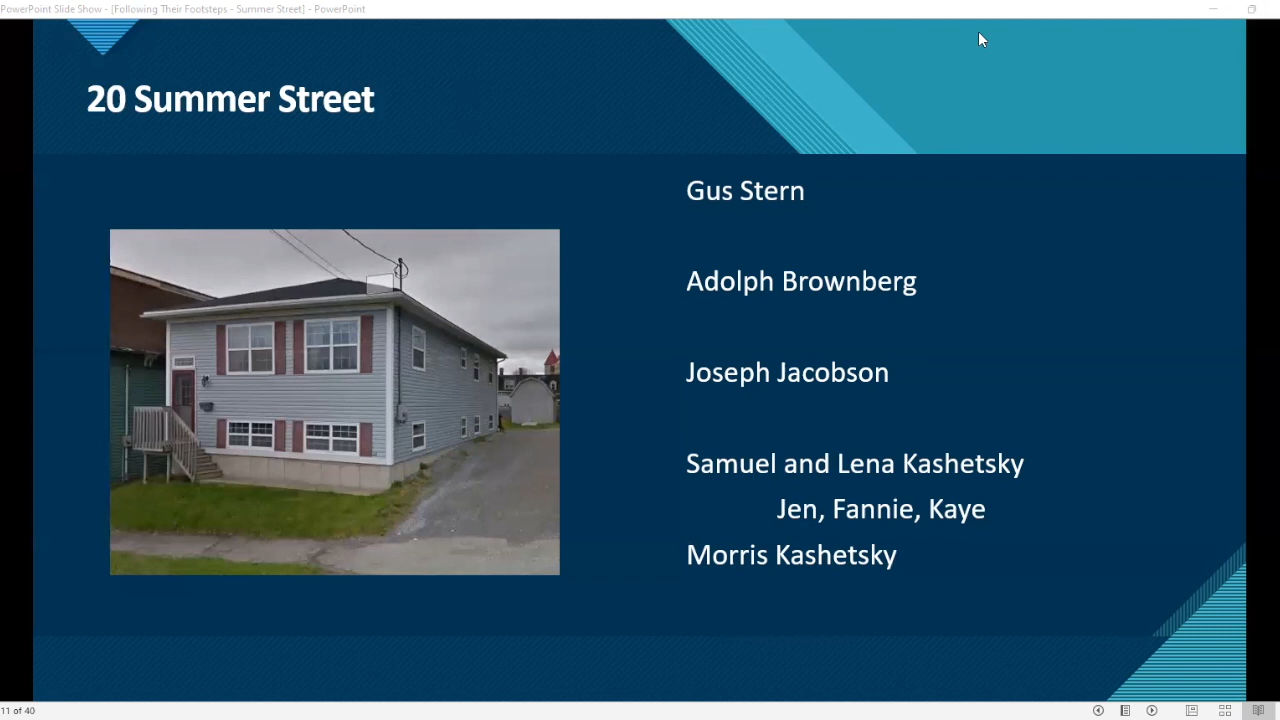 PowerPoint Slide Show - [Following Their Footsteps - Summer Street] - PowerPoint
20 Summer Street
Gus Stern
Adolph Brownberg
Joseph Jacobson
Samuel and Lena Kashetsky
Jen, Fannie, Kaye
Morris Kashetsky
11 of 40